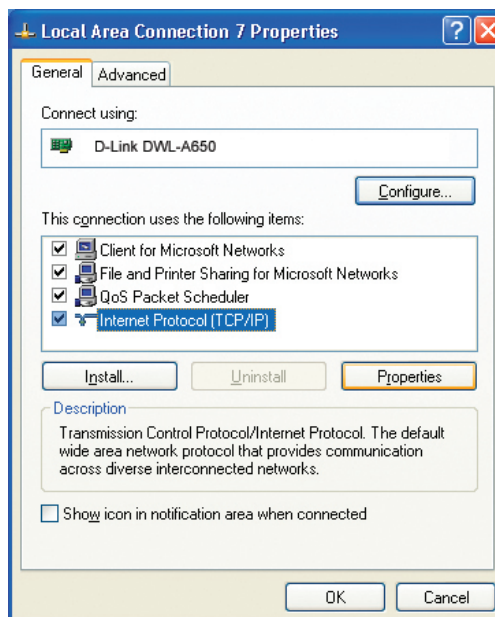 Local Area Connection 7 Properties
General Advanced
Connect using:
D-Link DWL-A650
Configure...
This connection uses the following items:
Client for Microsoft Networks
File and Printer Sharing for Microsoft Networks
QoS Packet Scheduler
Internet Protocol (TCP/IP)
Install... Uninstall Properties
Description
Transmission Control Protocol/Internet Protocol. The default
wide area network protocol that provides communication
across diverse interconnected networks.
Show icon in notification area when connected
OK Cancel